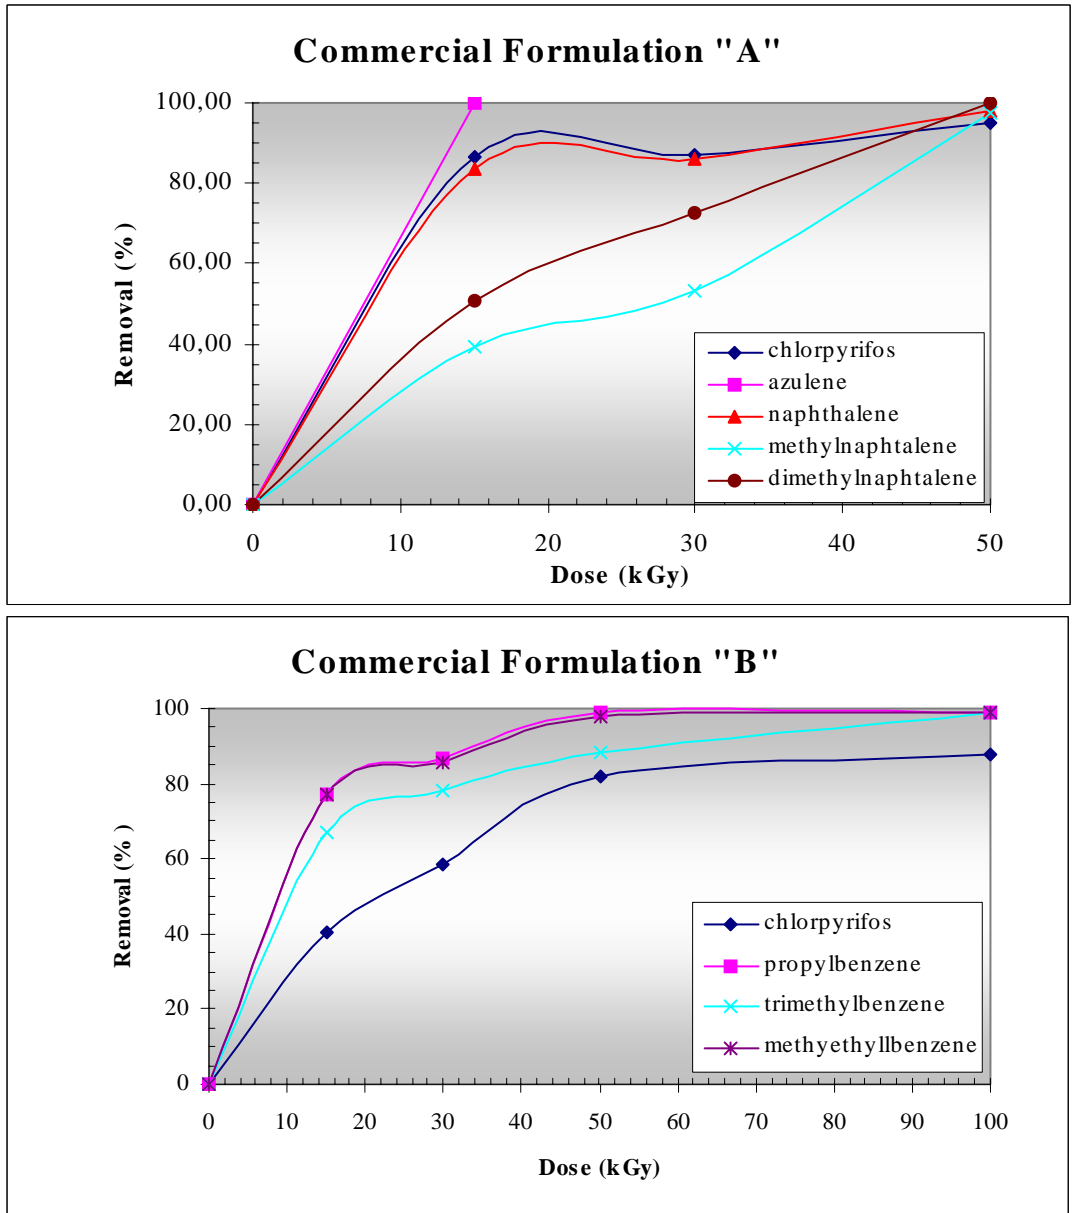 Commercial Formulation "A"
100,00
80,00
60,00
40,00
20,00
0,00
Removal (%)
chlorpyrifos
azulene
naphthalene
methylnaphtalene
dimethylnaphtalene
0 10 20 30 40 50
Dose (kGy)
Commercial Formulation "B"
100
80
60
40
20
0
Removal (%)
chlorpyrifos
propylbenzene
trimethylbenzene
methyethyllbenzene
0 10 20 30 40 50 60 70 80 90 100
Dose (kGy)